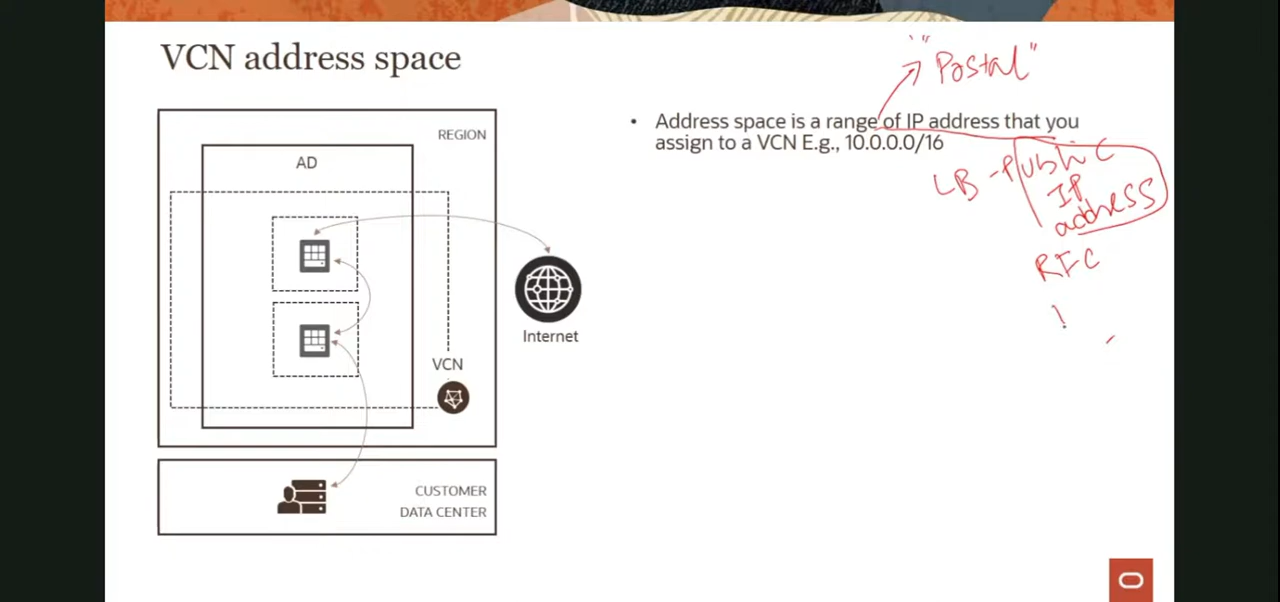 VCN address space
REGION
AD
VCN
Internet
CUSTOMER
DATA CENTER
"Postal"
• Address space is a range of IP address that you
assign to a VCN E.g., 10.0.0.0/16
LB - Public
IP
address
RFC